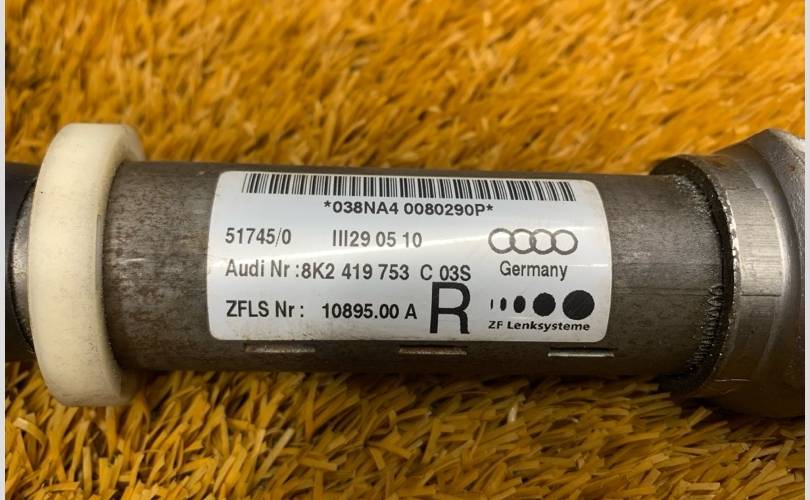 *038NA4 0080290P*
51745/0 III29 05 10
Audi Nr :8K2 419 753 C 03S
Germany
ZFLS Nr : 10895.00 A R
ZF Lenksysteme